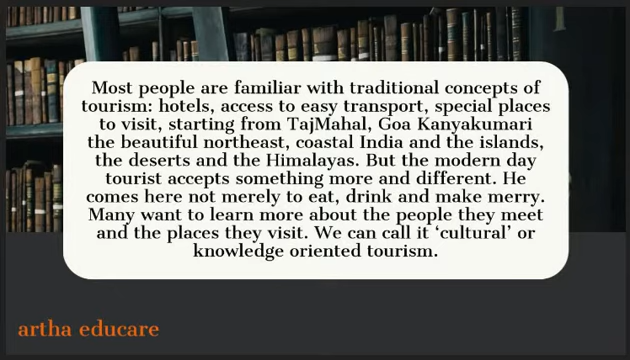 Most people are familiar with traditional concepts of
tourism: hotels, access to easy transport, special places
to visit, starting from TajMahal, Goa Kanyakumari
the beautiful northeast, coastal India and the islands,
the deserts and the Himalayas. But the modern day
tourist accepts something more and different. He
comes here not merely to eat, drink and make merry.
Many want to learn more about the people they meet
and the places they visit. We can call it ‘cultural’ or
knowledge oriented tourism.
artha educare